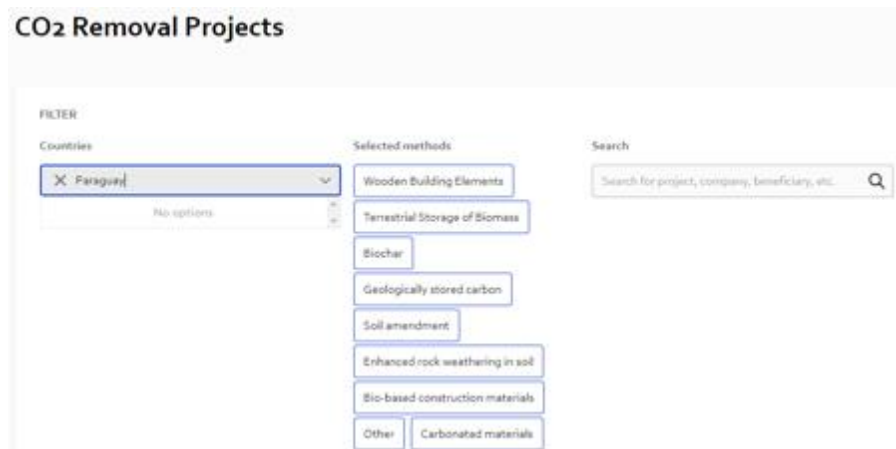 CO2 Removal Projects
FILTER
Countries
Selected methods
Search
Paraguay
No options
Wooden Building Elements
Terrestrial Storage of Biomass
Biochar
Geologically stored carbon
Soil amendment
Enhanced rock weathering in soil
Bio-based construction materials
Other
Carbonated materials
Search for project, company, beneficiary, etc.